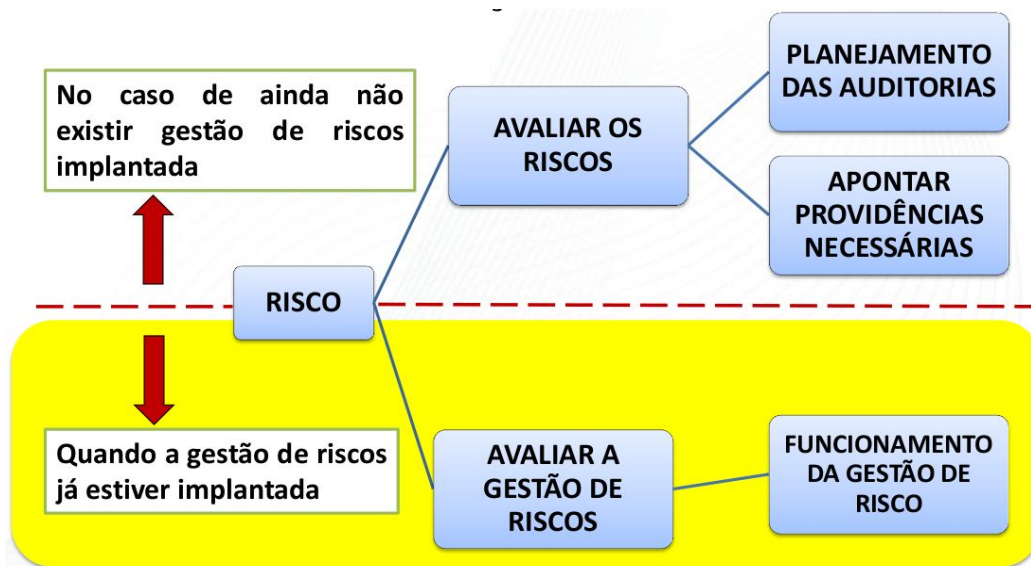 No caso de ainda não
existir gestão de riscos
implantada
AVALIAR OS
RISCOS
PLANEJAMENTO
DAS AUDITORIAS
APONTAR
PROVIDÊNCIAS
NECESSÁRIAS
RISCO
Quando a gestão de riscos
já estiver implantada
AVALIAR A
GESTÃO DE
RISCOS
FUNCIONAMENTO
DA GESTÃO DE
RISCO